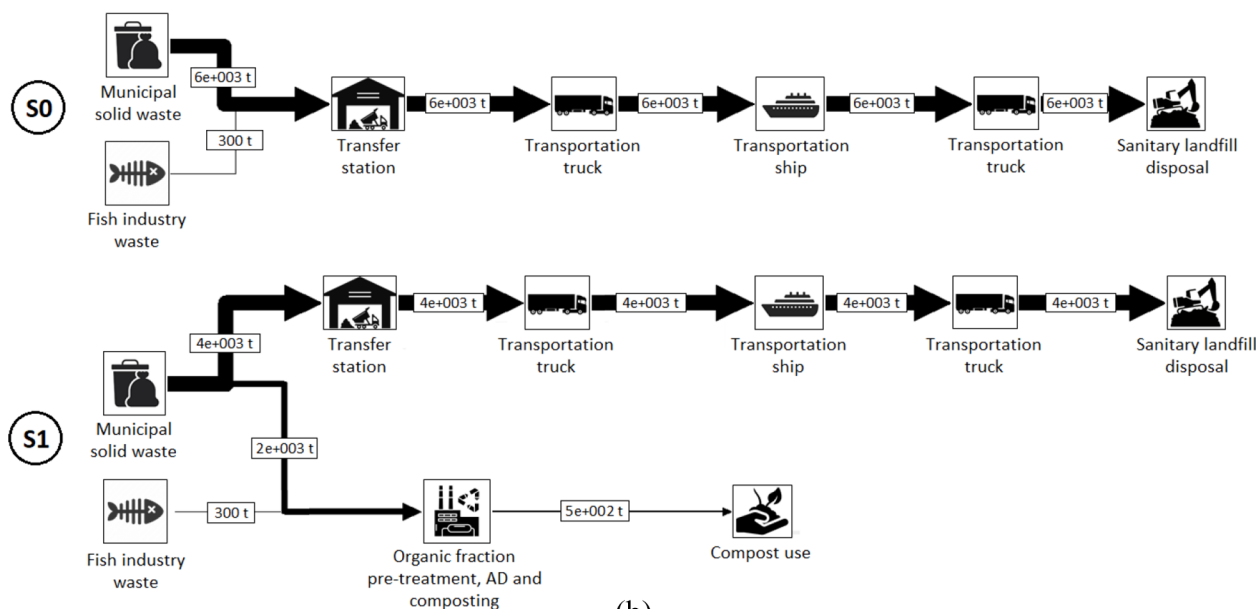 S0
Municipal
solid waste
6e+003 t
300 t
Fish industry
waste
Transfer
station
6e+003 t
Transportation
truck
6e+003 t
Transportation
ship
6e+003 t
Transportation
truck
6e+003 t
Sanitary landfill
disposal
S1
Municipal
solid waste
4e+003 t
Transfer
station
4e+003 t
Transportation
truck
4e+003 t
Transportation
ship
4e+003 t
Transportation
truck
4e+003 t
Sanitary landfill
disposal
2e+003 t
Fish industry
waste
300 t
Organic fraction
pre-treatment, AD and
composting
5e+002 t
Compost use
(b)